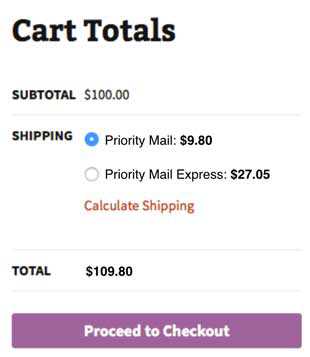 Cart Totals
SUBTOTAL $100.00
SHIPPING Priority Mail: $9.80
Priority Mail Express: $27.05
Calculate Shipping
TOTAL $109.80
Proceed to Checkout